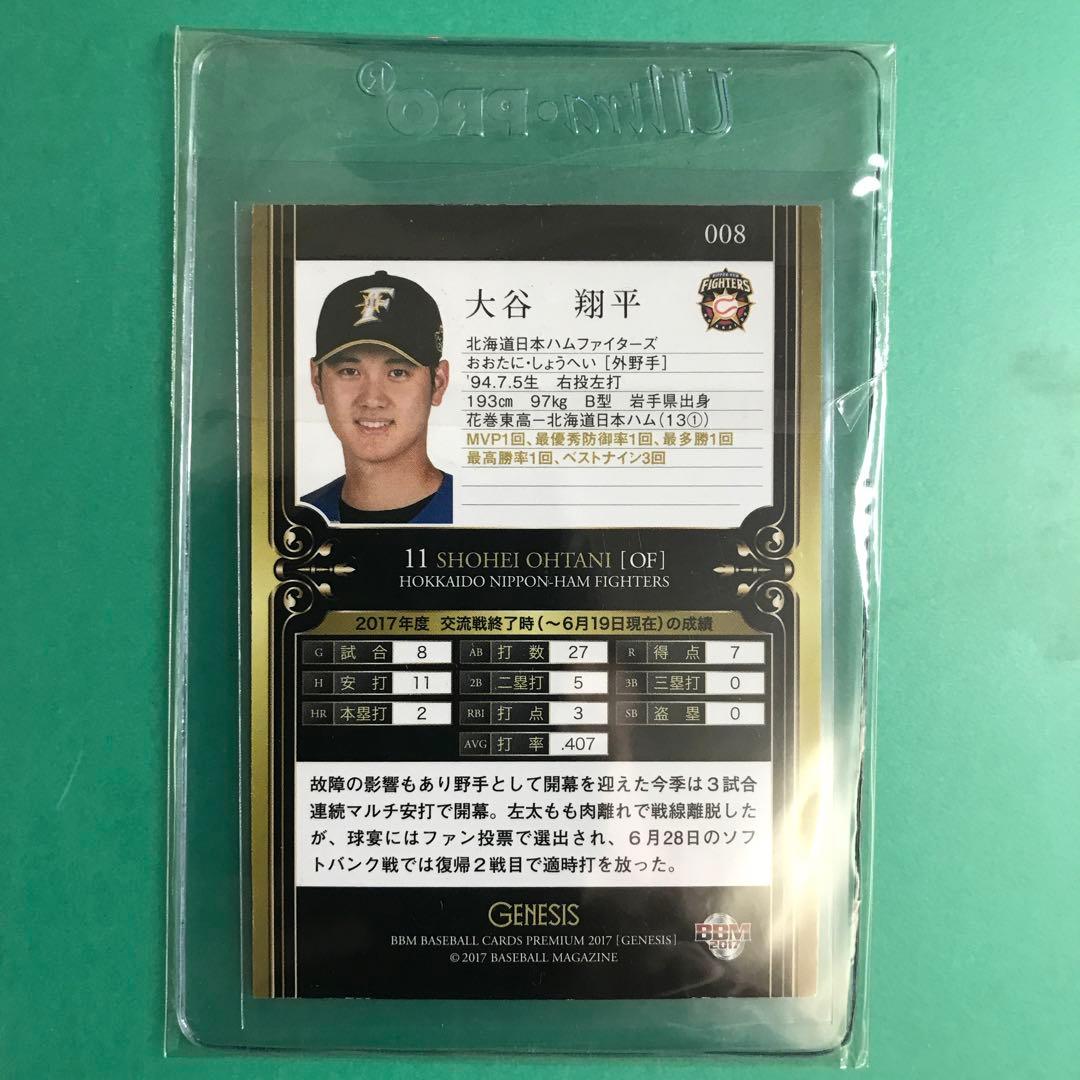 Ultra·PRO®
008
大谷 翔平
NIPPON-HAM
FIGHTERS
北海道日本ハムファイターズ
おおたに・しょうへい [外野手]
'94.7.5生 右投左打
193cm 97kg B型 岩手県出身
花巻東高－北海道日本ハム(13①)
MVP1回、最優秀防御率1回、最多勝1回
最高勝率1回、ベストナイン3回
11 SHOHEI OHTANI [OF]
HOKKAIDO NIPPON-HAM FIGHTERS
2017年度 交流戦終了時(～6月19日現在)の成績
G 試合 8 AB 打数 27 R 得点 7
H 安打 11 2B 二塁打 5 3B 三塁打 0
HR 本塁打 2 RBI 打点 3 SB 盗塁 0
AVG 打率 .407
故障の影響もあり野手として開幕を迎えた今季は３試合
連続マルチ安打で開幕。左太もも肉離れで戦線離脱した
が、球宴にはファン投票で選出され、６月28日のソフ
トバンク戦では復帰２戦目で適時打を放った。
GENESIS
BBM BASEBALL CARDS PREMIUM 2017 [GENESIS]
© 2017 BASEBALL MAGAZINE
BBM
2017